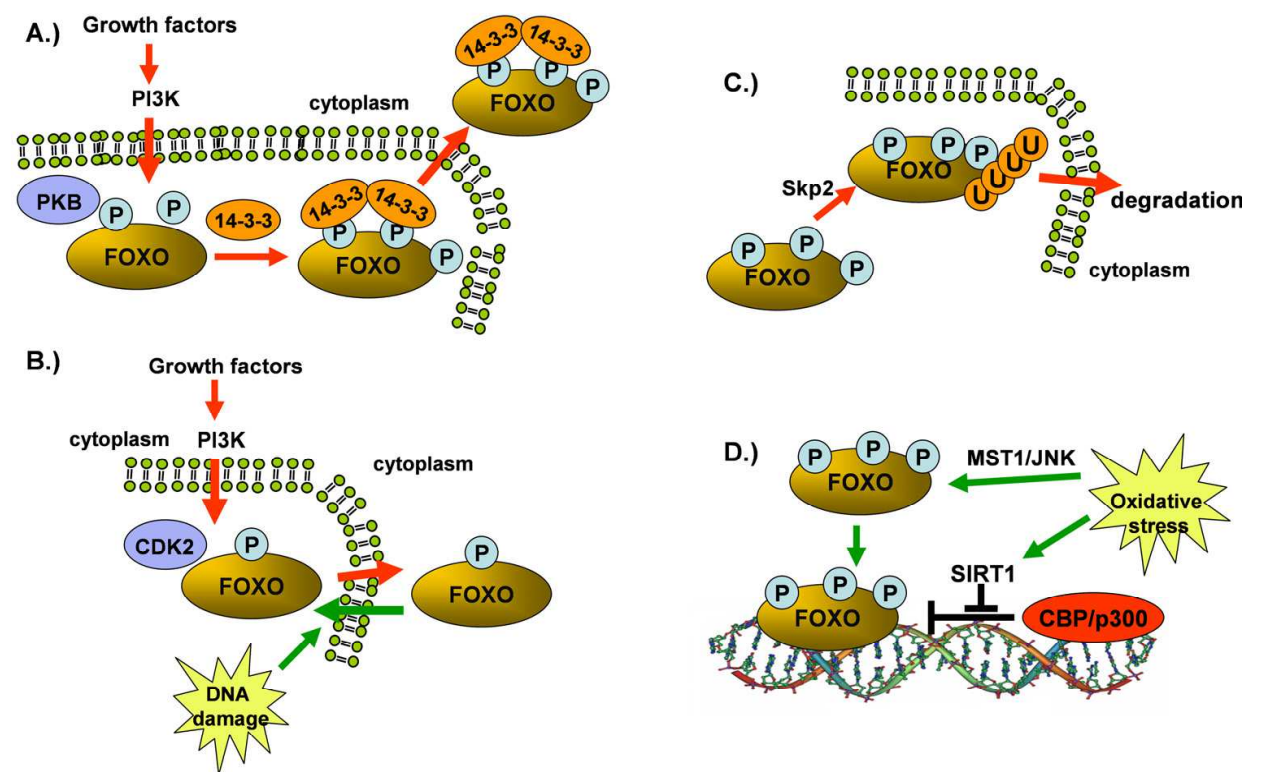 A.)
Growth factors
PI3K
cytoplasm
PKB
P
P
FOXO
14-3-3
14-3-3
14-3-3
P
P
P
FOXO
14-3-3
14-3-3
P
P
P
FOXO
B.)
Growth factors
cytoplasm
PI3K
cytoplasm
CDK2
P
FOXO
P
FOXO
DNA
damage
C.)
Skp2
P
P
P
FOXO
P
P
P
FOXO
U
U
U
U
degradation
cytoplasm
D.)
P
P
P
FOXO
MST1/JNK
Oxidative
stress
P
P
P
FOXO
SIRT1
CBP/p300